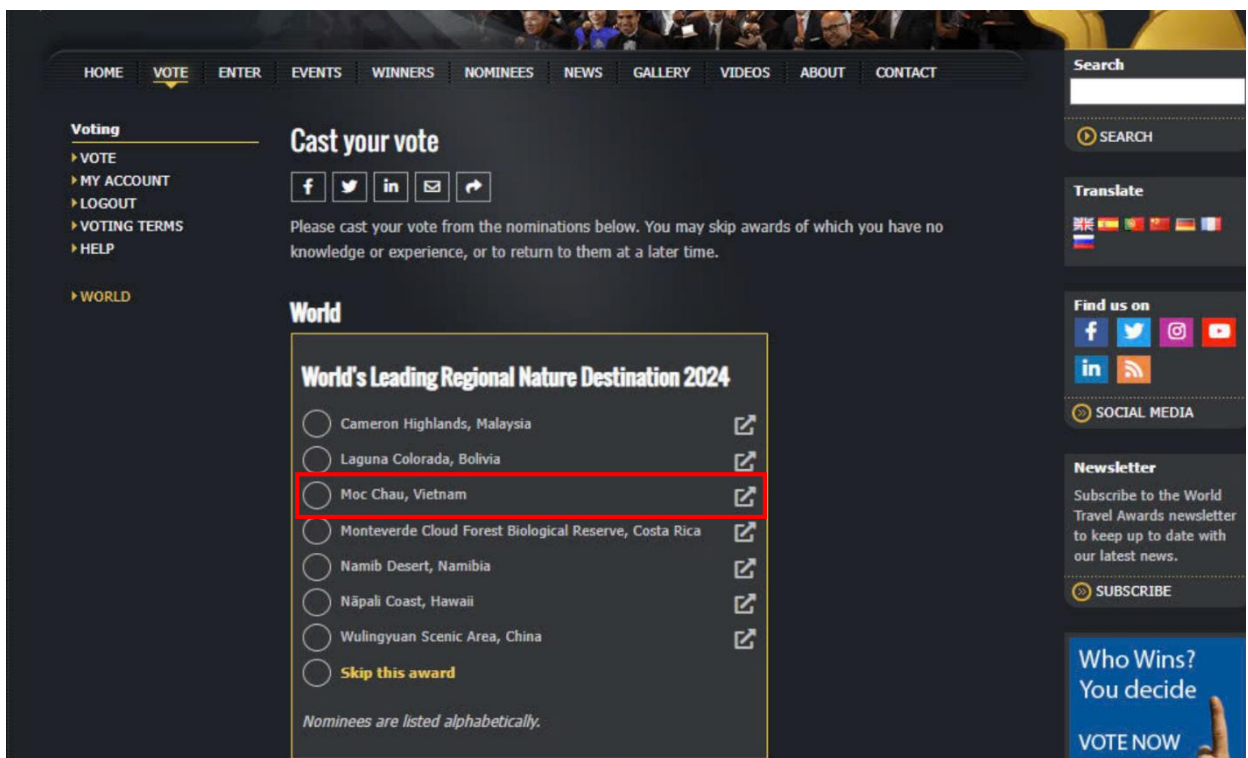 HOME VOTE ENTER EVENTS WINNERS NOMINEES NEWS GALLERY VIDEOS ABOUT CONTACT
Voting
VOTE
MY ACCOUNT
LOGOUT
VOTING TERMS
HELP
WORLD
Cast your vote
Please cast your vote from the nominations below. You may skip awards of which you have no
knowledge or experience, or to return to them at a later time.
World
World's Leading Regional Nature Destination 2024
Cameron Highlands, Malaysia
Laguna Colorada, Bolivia
Moc Chau, Vietnam
Monteverde Cloud Forest Biological Reserve, Costa Rica
Namib Desert, Namibia
Nāpali Coast, Hawaii
Wulingyuan Scenic Area, China
Skip this award
Nominees are listed alphabetically.
Search
SEARCH
Translate
Find us on
SOCIAL MEDIA
Newsletter
Subscribe to the World
Travel Awards newsletter
to keep up to date with
our latest news.
SUBSCRIBE
Who Wins?
You decide
VOTE NOW